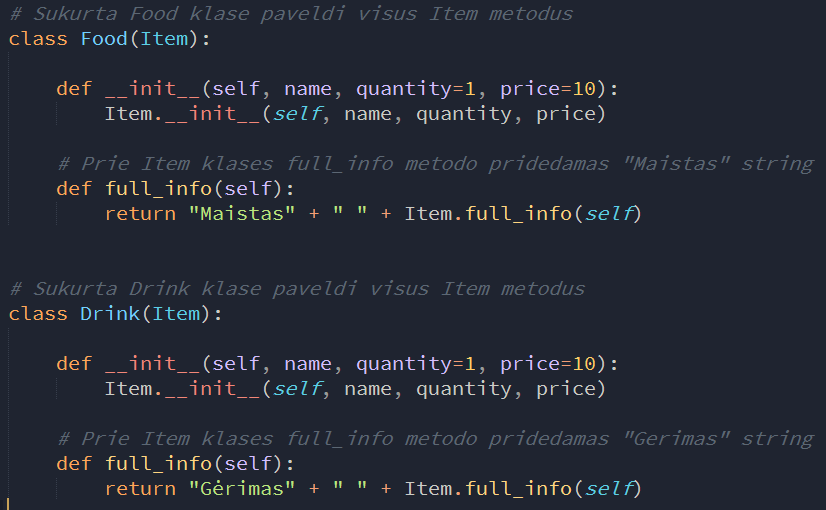 # Sukurta Food klase paveldi visus Item metodus
class Food(Item):
def __init__(self, name, quantity=1, price=10):
Item.__init__(self, name, quantity, price)
# Prie Item klases full_info metodo pridedamas "Maistas" string
def full_info(self):
return "Maistas" + " " + Item.full_info(self)
# Sukurta Drink klase paveldi visus Item metodus
class Drink(Item):
def __init__(self, name, quantity=1, price=10):
Item.__init__(self, name, quantity, price)
# Prie Item klases full_info metodo pridedamas "Gerimas" string
def full_info(self):
return "Gėrimas" + " " + Item.full_info(self)